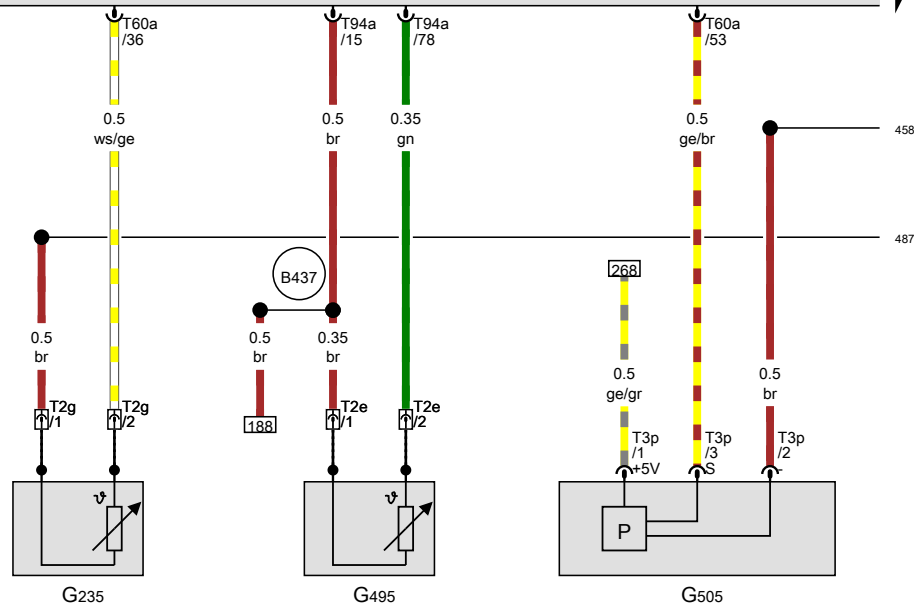 T60a
/36
T94a
/15
T94a
/78
T60a
/53
0.5
ws/ge
0.5
br
0.35
gn
0.5
ge/br
458
487
B437
268
0.5
br
0.5
br
0.35
br
0.5
ge/gr
0.5
br
T2g
/1
T2g
/2
188
T2e
/1
T2e
/2
T3p
/1
+5V
T3p
/3
S
T3p
/2
-
ϑ
ϑ
P
G235
G495
G505